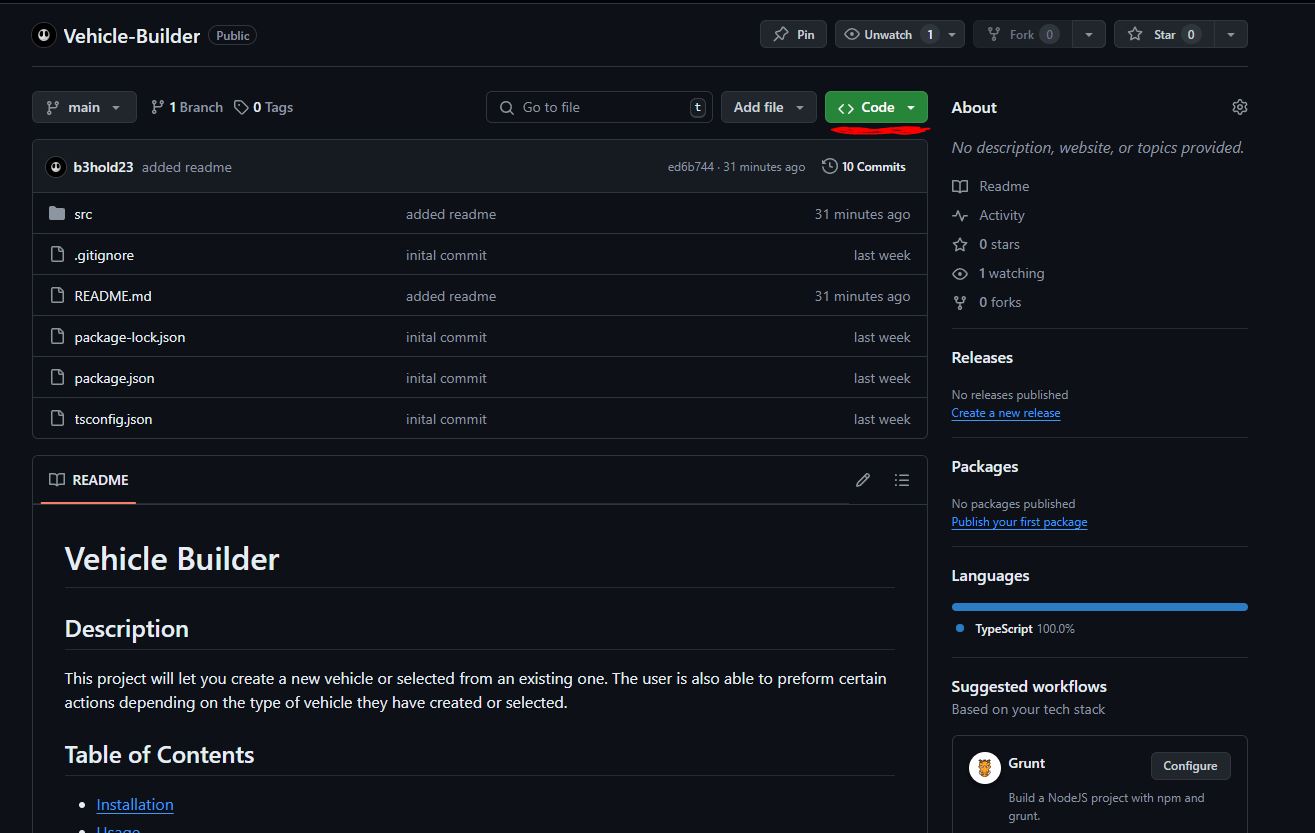 Vehicle-Builder Public Pin Unwatch 1 Fork 0 Star 0
main 1 Branch 0 Tags Go to file t Add file Code
b3hold23 added readme ed6b744 · 31 minutes ago 10 Commits
src added readme 31 minutes ago
.gitignore inital commit last week
README.md added readme 31 minutes ago
package-lock.json inital commit last week
package.json inital commit last week
tsconfig.json inital commit last week
README
Vehicle Builder
Description
This project will let you create a new vehicle or selected from an existing one. The user is also able to preform certain
actions depending on the type of vehicle they have created or selected.
Table of Contents
Installation
Usage
About
No description, website, or topics provided.
Readme
Activity
0 stars
1 watching
0 forks
Releases
No releases published
Create a new release
Packages
No packages published
Publish your first package
Languages
TypeScript 100.0%
Suggested workflows
Based on your tech stack
Grunt Configure
Build a NodeJS project with npm and
grunt.